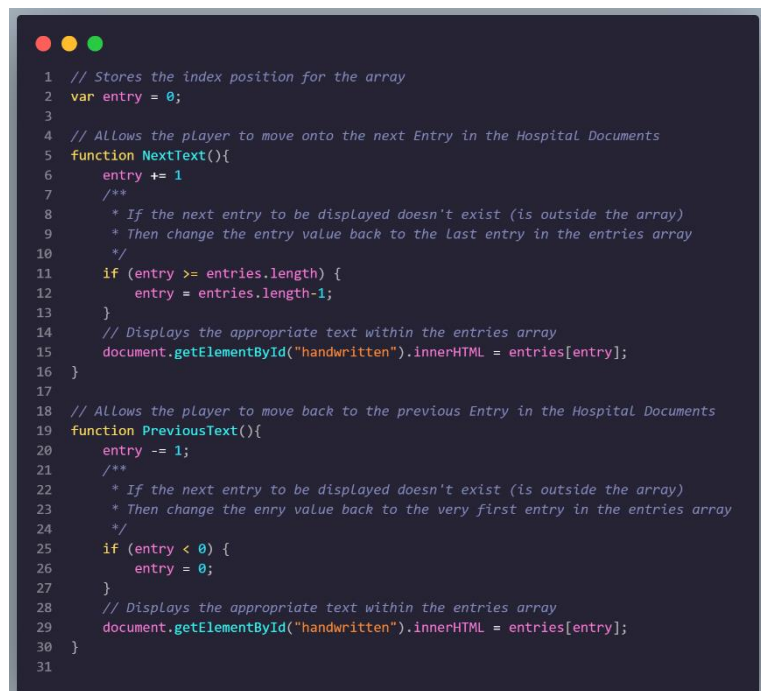 1 // Stores the index position for the array
2 var entry = 0;
3
4 // Allows the player to move onto the next Entry in the Hospital Documents
5 function NextText(){
6     entry += 1
7     /**
8      * If the next entry to be displayed doesn't exist (is outside the array)
9      * Then change the entry value back to the last entry in the entries array
10      */
11     if (entry >= entries.length) {
12         entry = entries.length-1;
13     }
14     // Displays the appropriate text within the entries array
15     document.getElementById("handwritten").innerHTML = entries[entry];
16 }
17
18 // Allows the player to move back to the previous Entry in the Hospital Documents
19 function PreviousText(){
20     entry -= 1;
21     /**
22      * If the next entry to be displayed doesn't exist (is outside the array)
23      * Then change the enry value back to the very first entry in the entries array
24      */
25     if (entry < 0) {
26         entry = 0;
27     }
28     // Displays the appropriate text within the entries array
29     document.getElementById("handwritten").innerHTML = entries[entry];
30 }
31